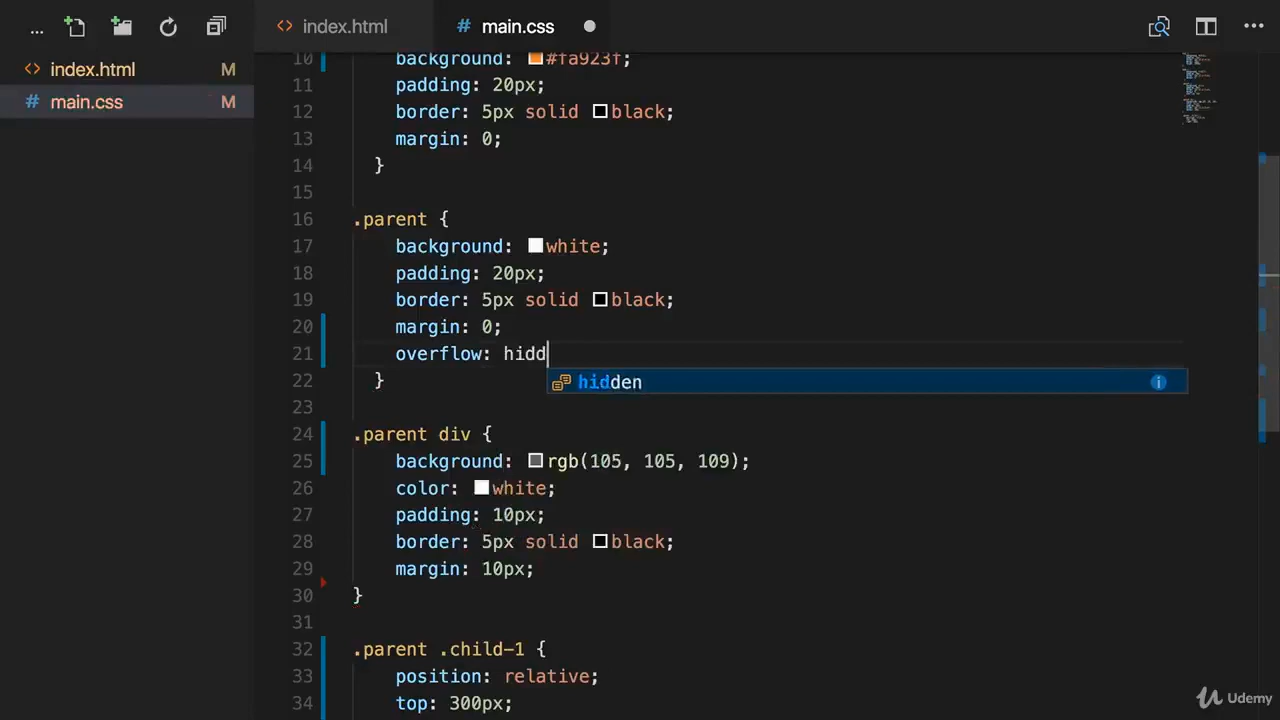 ... index.html # main.css ...
index.html M
main.css M
10 background: #fa923f;
11 padding: 20px;
12 border: 5px solid black;
13 margin: 0;
14 }
15
16 .parent {
17 background: white;
18 padding: 20px;
19 border: 5px solid black;
20 margin: 0;
21 overflow: hidd
hidden
22 }
23
24 .parent div {
25 background: rgb(105, 105, 109);
26 color: white;
27 padding: 10px;
28 border: 5px solid black;
29 margin: 10px;
30 }
31
32 .parent .child-1 {
33 position: relative;
34 top: 300px;
Udemy